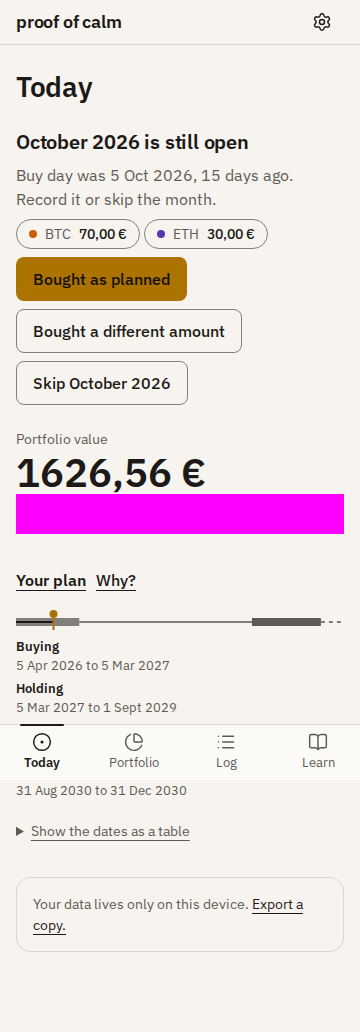 proof of calm
Today
October 2026 is still open
Buy day was 5 Oct 2026, 15 days ago.
Record it or skip the month.
BTC 70,00 € ETH 30,00 €
Bought as planned
Bought a different amount
Skip October 2026
Portfolio value
1626,56 €
Your plan Why?
Buying
5 Apr 2026 to 5 Mar 2027
Holding
5 Mar 2027 to 1 Sept 2029
Today Portfolio Log Learn
31 Aug 2030 to 31 Dec 2030
Show the dates as a table
Your data lives only on this device. Export a
copy.